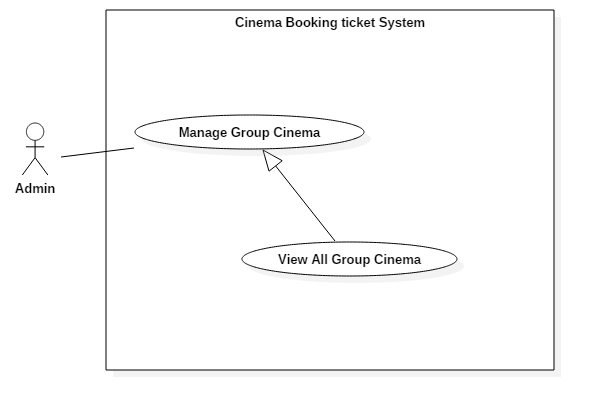 Cinema Booking ticket System
Manage Group Cinema
Admin
View All Group Cinema